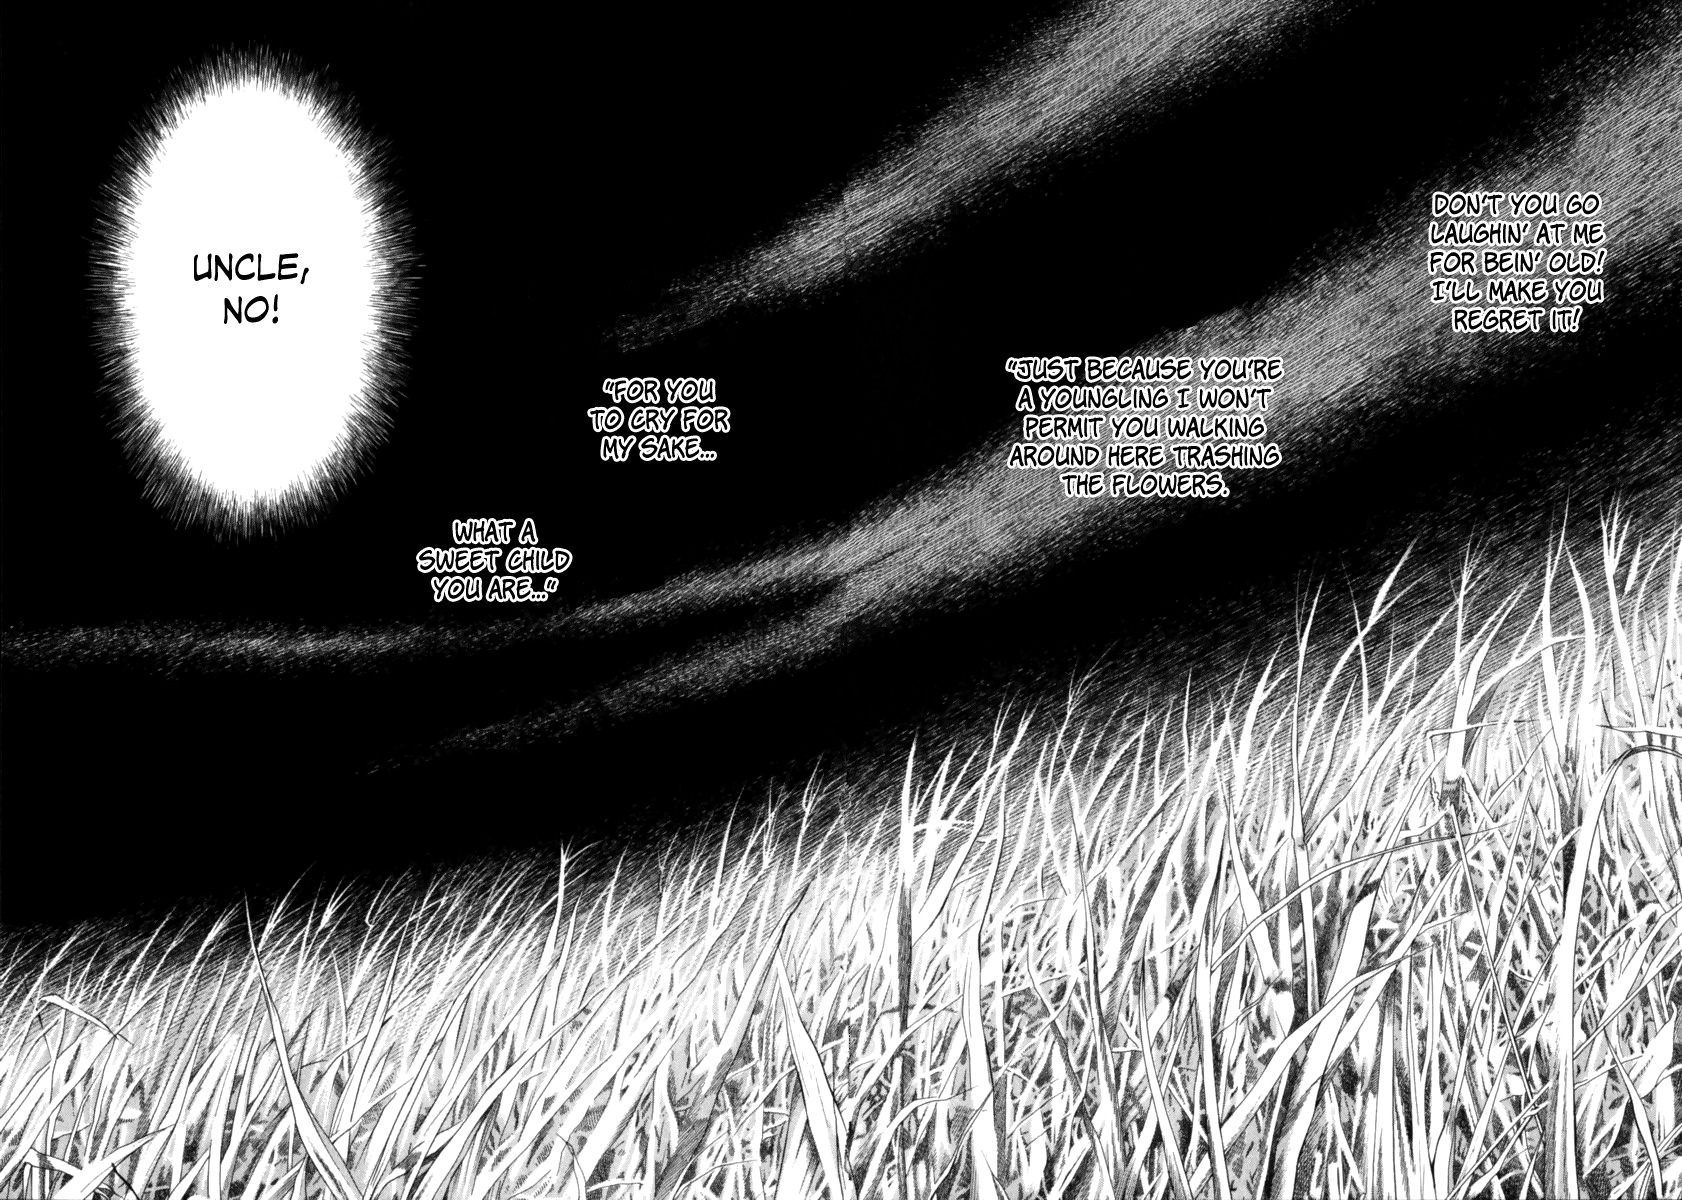 DON'T YOU GO
LAUGHIN' AT ME
FOR BEIN' OLD!
I'LL MAKE YOU
REGRET IT!
"JUST BECAUSE YOU'RE
A YOUNGLING I WON'T
PERMIT YOU WALKING
AROUND HERE TRASHING
THE FLOWERS.
"FOR YOU
TO CRY FOR
MY SAKE...
WHAT A
SWEET CHILD
YOU ARE..."
UNCLE,
NO!